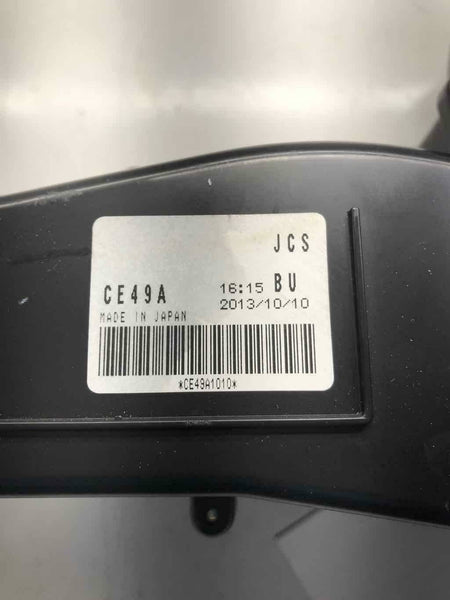 JCS
CE49A 16:15 BU
MADE IN JAPAN 2013/10/10
*CE49A1010*